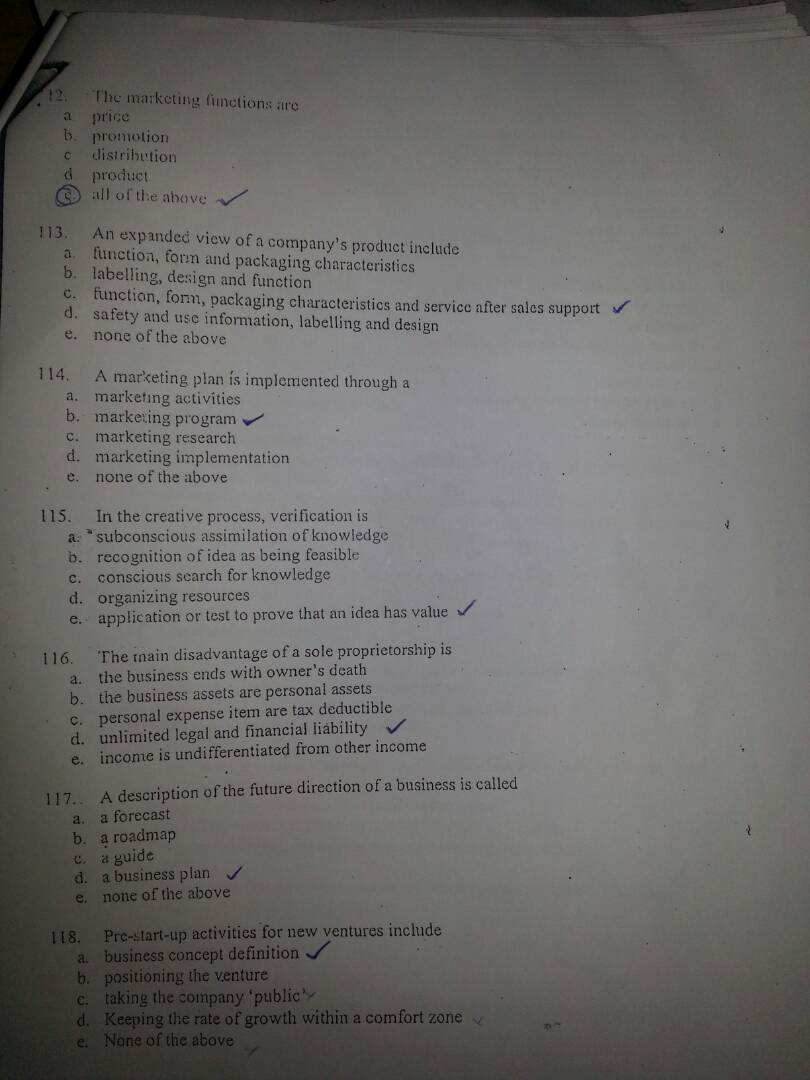 12. The marketing functions are
a price
b. promotion
c distribution
d product
e. all of the above
113. An expanded view of a company's product include
a. function, form and packaging characteristics
b. labelling, design and function
c. function, form, packaging characteristics and service after sales support
d. safety and use information, labelling and design
e. none of the above
114. A marketing plan is implemented through a
a. marketing activities
b. marketing program
c. marketing research
d. marketing implementation
e. none of the above
115. In the creative process, verification is
a. subconscious assimilation of knowledge
b. recognition of idea as being feasible
c. conscious search for knowledge
d. organizing resources
e. application or test to prove that an idea has value
116. The main disadvantage of a sole proprietorship is
a. the business ends with owner's death
b. the business assets are personal assets
c. personal expense item are tax deductible
d. unlimited legal and financial liability
e. income is undifferentiated from other income
117. A description of the future direction of a business is called
a. a forecast
b. a roadmap
c. a guide
d. a business plan
e. none of the above
118. Pre-start-up activities for new ventures include
a. business concept definition
b. positioning the venture
c. taking the company 'public'
d. Keeping the rate of growth within a comfort zone
e. None of the above